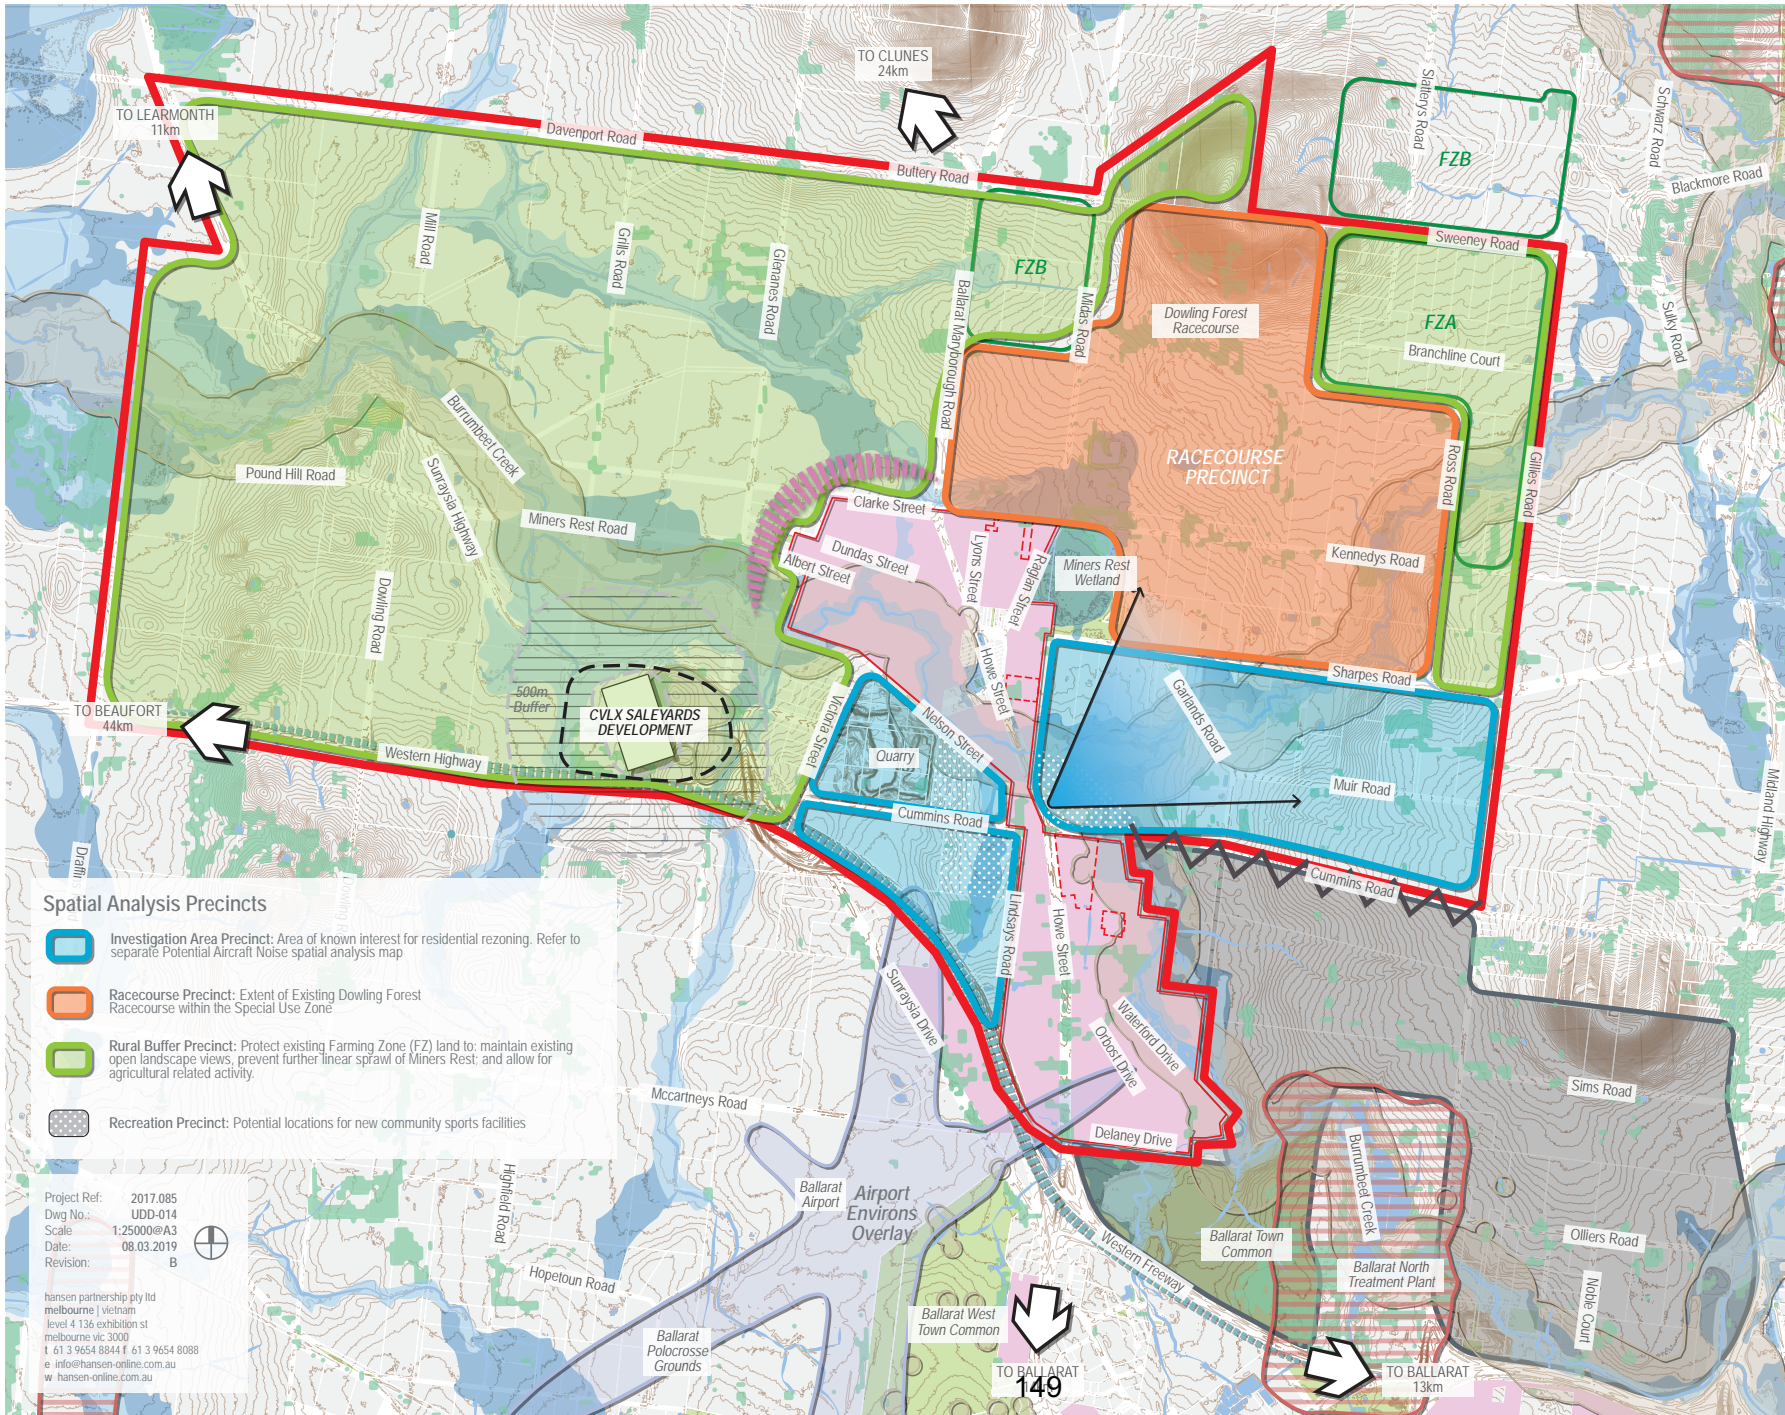 TO CLUNES
24km
TO LEARMONTH
11km
Davenport Road
Buttery Road
Slatterys Road
Schwarz Road
FZB
Blackmore Road
Sweeney Road
Mill Road
Grills Road
Glennes Road
FZB
Ballarat Maryborough Road
Midas Road
Dowling Forest
Racecourse
FZA
Branchline Court
Sulky Road
Burrumbeet Creek
Pound Hill Road
Sunraysia Highway
Miners Rest Road
RACECOURSE
PRECINCT
Ross Road
Gillies Road
Clarke Street
Dundas Street
Albert Street
Lyons Street
Raglan Street
Miners Rest
Wetland
Kennedys Road
Dowling Road
Howe Street
Sharpes Road
Garlands Road
500m
Buffer
CVLX SALEYARDS
DEVELOPMENT
Victoria Street
Nelson Street
Quarry
TO BEAUFORT
44km
Western Highway
Muir Road
Cummins Road
Midland Highway
Cummins Road
Lindsays Road
Howe Street
Sunraysia Drive
Waterford Drive
Orbost Drive
Delaney Drive
Mccartneys Road
Sims Road
Spatial Analysis Precincts
Investigation Area Precinct: Area of known interest for residential rezoning. Refer to
separate Potential Aircraft Noise spatial analysis map
Racecourse Precinct: Extent of Existing Dowling Forest
Racecourse within the Special Use Zone
Rural Buffer Precinct: Protect existing Farming Zone (FZ) land to: maintain existing
open landscape views, prevent further linear sprawl of Miners Rest; and allow for
agricultural related activity.
Recreation Precinct: Potential locations for new community sports facilities
Highfield Road
Ballarat
Airport
Airport
Environs
Overlay
Burrumbeet Creek
Ballarat Town
Common
Ballarat North
Treatment Plant
Olliers Road
Noble Court
Western Freeway
Hopetoun Road
Ballarat
Polocrosse
Grounds
Ballarat West
Town Common
TO BALLARAT
149
TO BALLARAT
13km
Project Ref: 2017.085
Dwg No.: UDD-014
Scale 1:25000@A3
Date: 08.03.2019
Revision: B
hansen partnership pty ltd
melbourne | vietnam
level 4 136 exhibition st
melbourne vic 3000
t 61 3 9654 8844 f 61 3 9654 8088
e info@hansen-online.com.au
w hansen-online.com.au